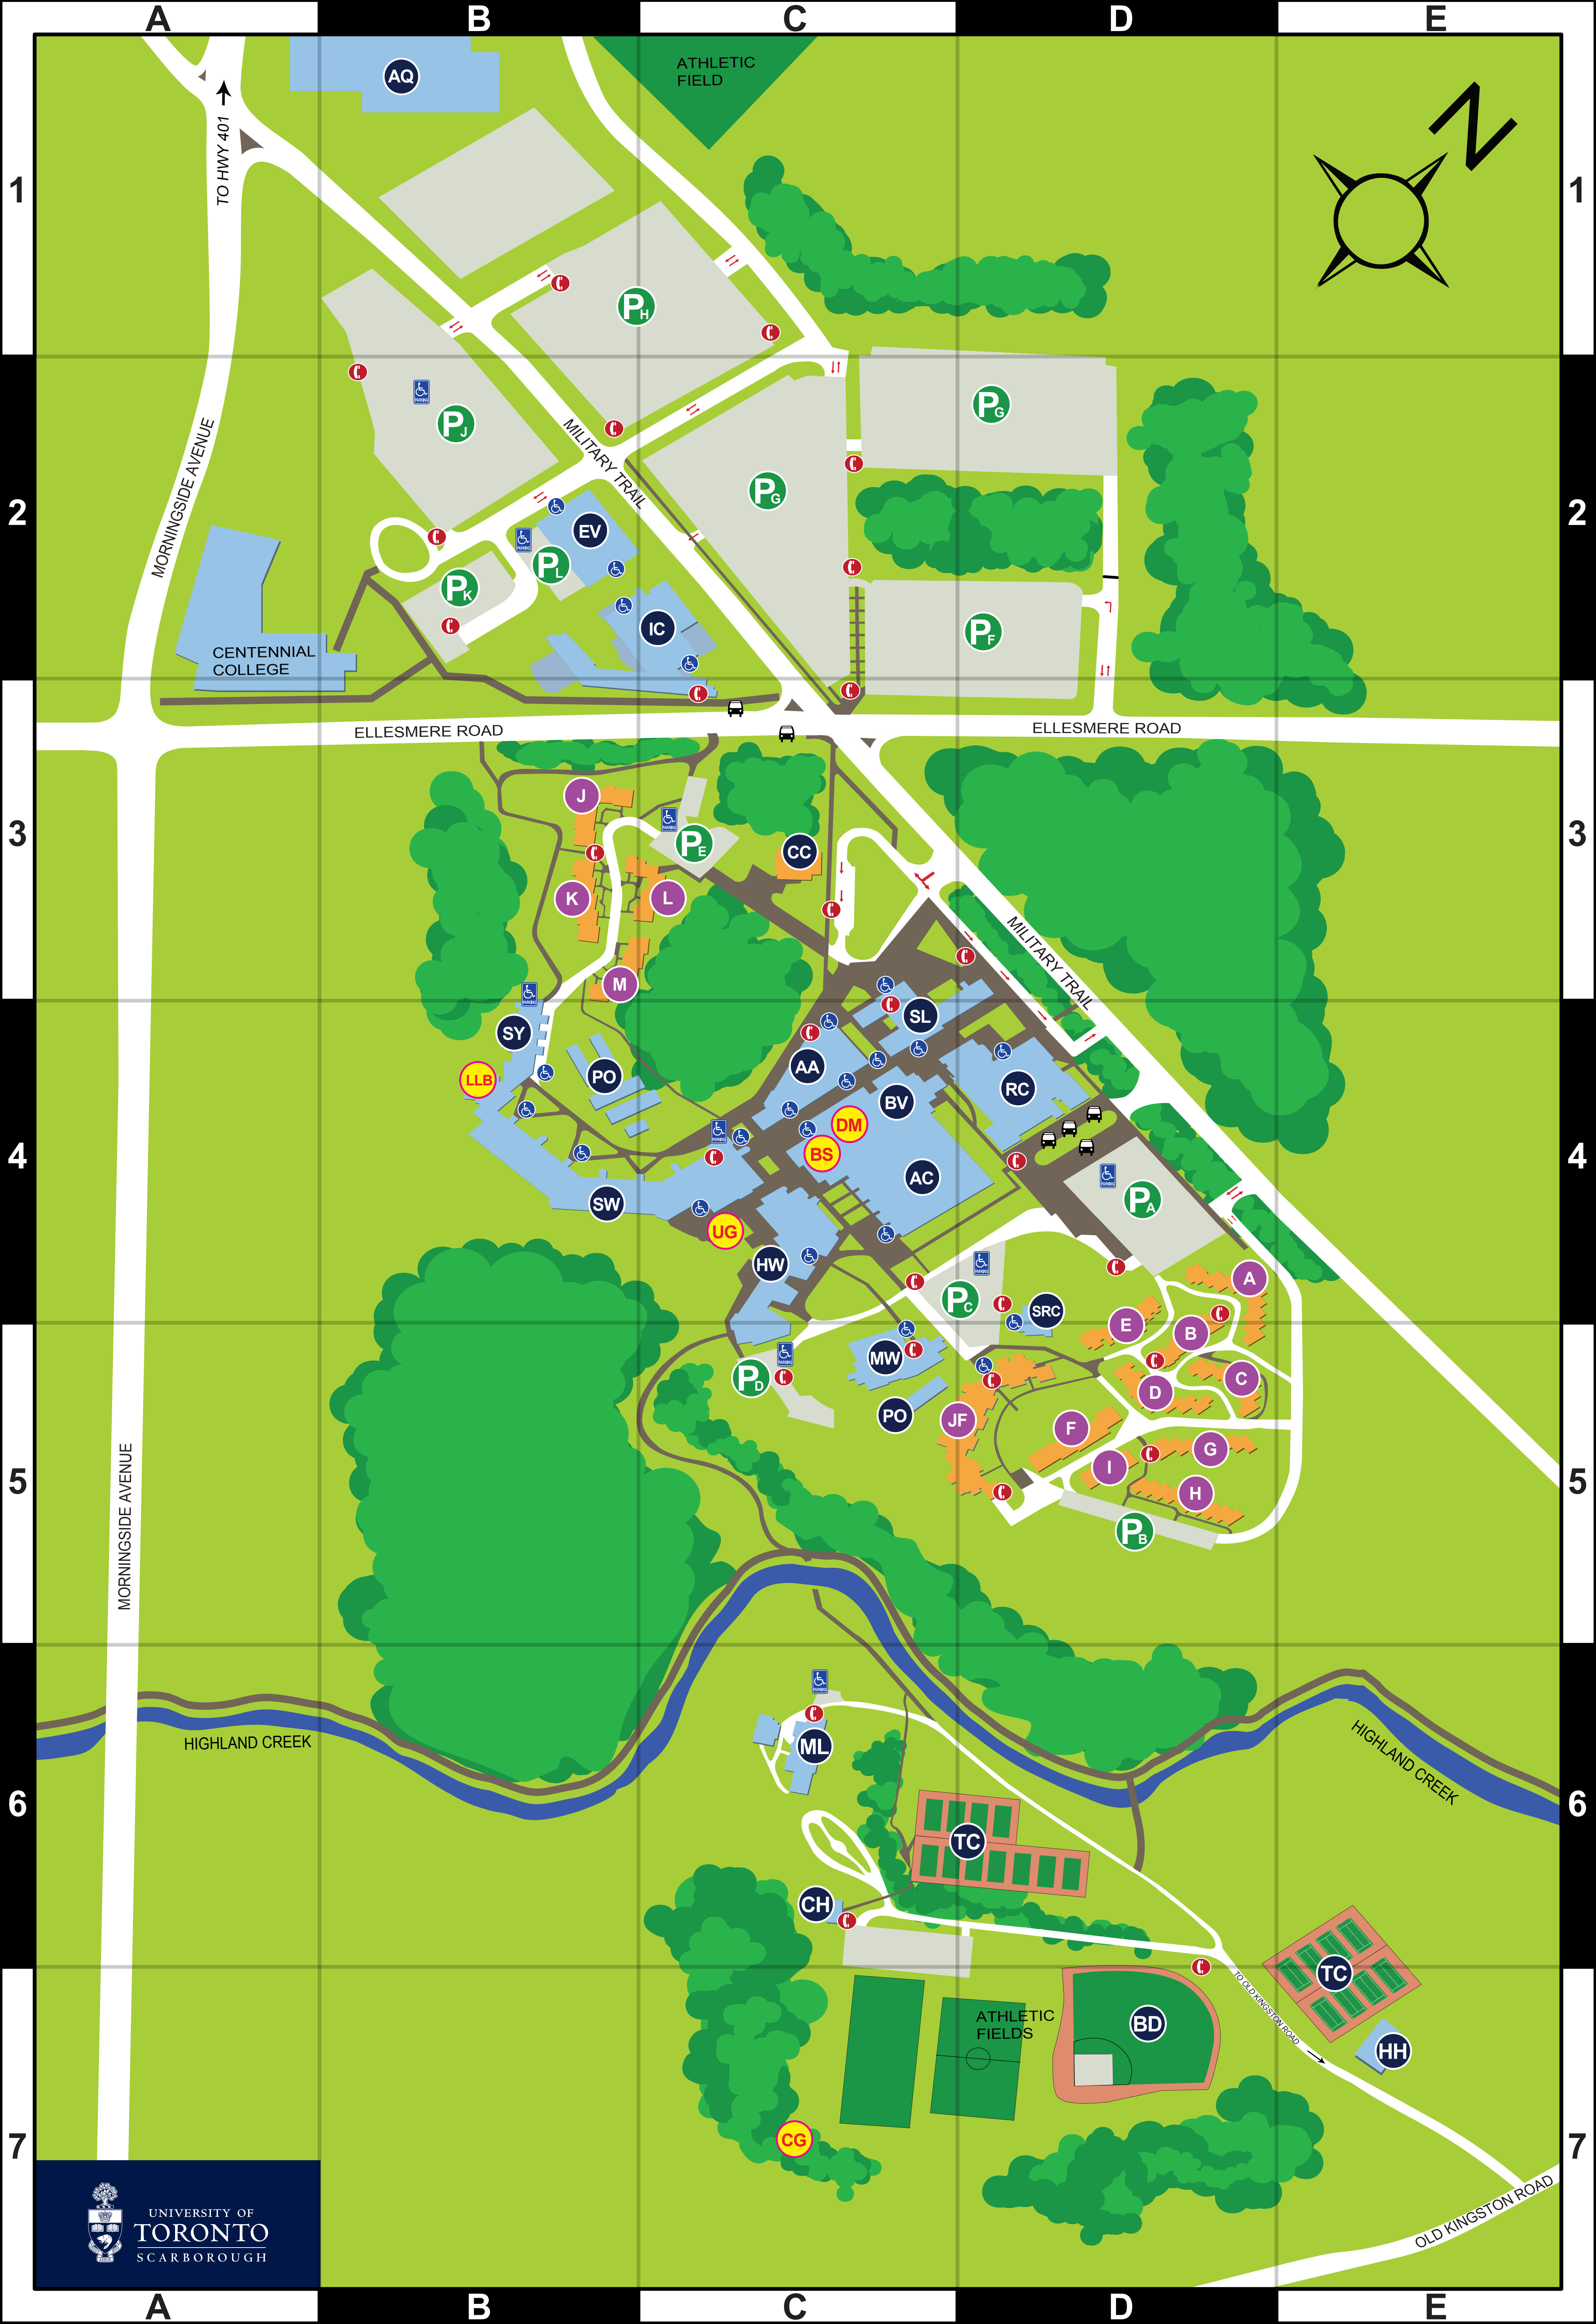 A B C D E
AQ
ATHLETIC
FIELD
N
TO HWY 401
1 1
PH
PJ
PG
MILITARY TRAIL
PG
MORNINGSIDE AVENUE
2 2
EV
PL
PK
IC
PF
CENTENNIAL
COLLEGE
ELLESMERE ROAD
ELLESMERE ROAD
J
3 3
PE
CC
K
L
MILITARY TRAIL
M
SL
SY
AA
PO
LLB
RC
BV
DM
BS
4 4
AC
PA
SW
UG
HW
A
PC
SRC
E
B
MW
PD
C
D
PO
JF
F
G
I
5 5
H
PB
MORNINGSIDE AVENUE
HIGHLAND CREEK
ML
HIGHLAND CREEK
6 6
TC
CH
TC
TO OLD KINGSTON ROAD
ATHLETIC
FIELDS
BD
HH
CG
7 7
UNIVERSITY OF
TORONTO
SCARBOROUGH
OLD KINGSTON ROAD
A B C D E